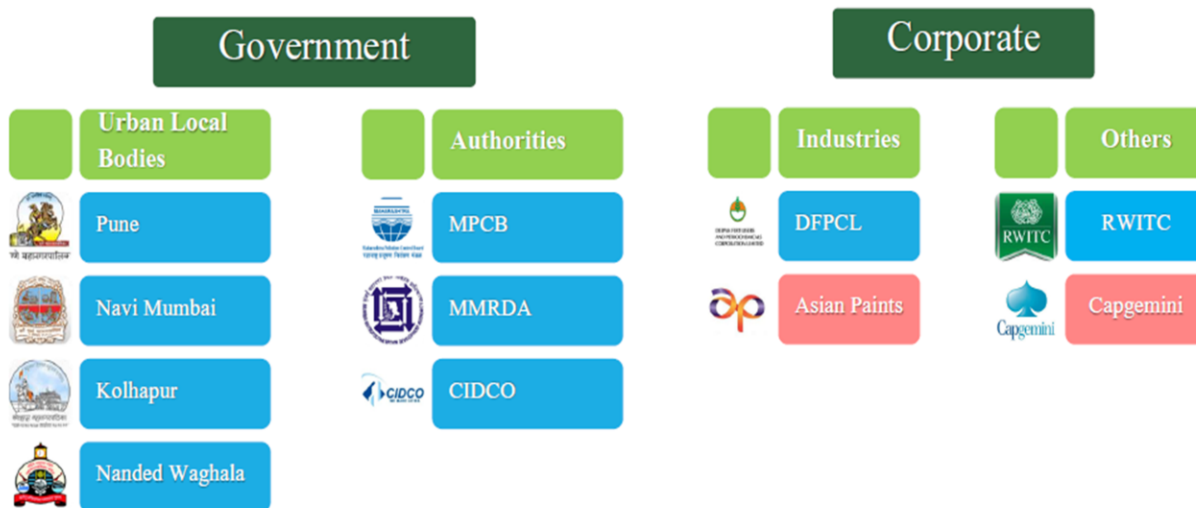 Government
Corporate
Urban Local
Bodies
Authorities
Industries
Others
Pune
MPCB
DFPCL
RWITC
RWITC
Navi Mumbai
MMRDA
Asian Paints
Capgemini
Capgemini
Kolhapur
CIDCO
CIDCO
Nanded Waghala